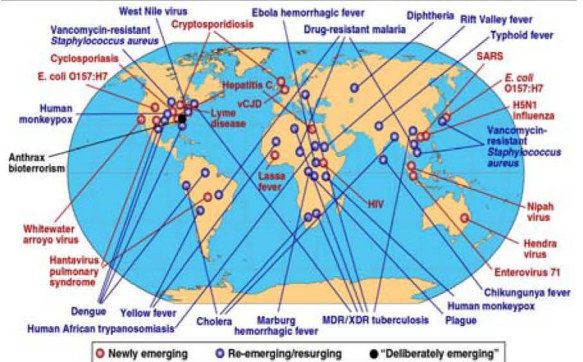 West Nile virus
Cryptosporidiosis
Ebola hemorrhagic fever
Drug-resistant malaria
Diphtheria
Rift Valley fever
Typhoid fever
SARS
E. coli
O157:H7
H5N1
influenza
Vancomycin-
resistant
Staphylococcus
aureus
Vancomycin-resistant
Staphylococcus aureus
Cyclosporiasis
E. coli O157:H7
Human
monkeypox
Anthrax
bioterrorism
Hepatitis C
vCJD
Lyme
disease
Lassa
fever
HIV
Nipah
virus
Hendra
virus
Enterovirus 71
Chikungunya fever
Human monkeypox
Plague
MDR/XDR tuberculosis
Marburg
hemorrhagic fever
Cholera
Yellow fever
Human African trypanosomiasis
Dengue
Hantavirus
pulmonary
syndrome
Whitewater
arroyo virus
Newly emerging
Re-emerging/resurging
"Deliberately emerging"